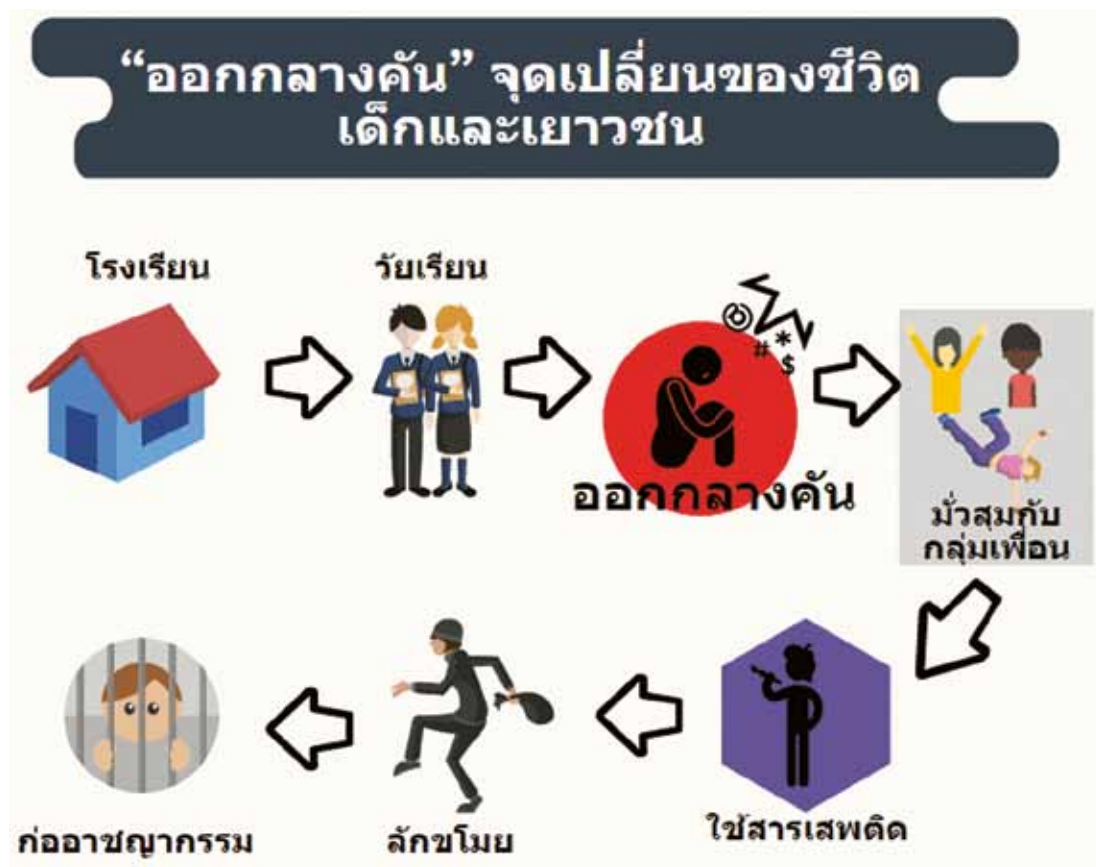 “ออกกลางคัน” จุดเปลี่ยนของชีวิต
เด็กและเยาวชน
โรงเรียน
วัยเรียน
@
#*
$
ออกกลางคัน
มั่วสุมกับ
กลุ่มเพื่อน
ใช้สารเสพติด
ลักขโมย
ก่ออาชญากรรม